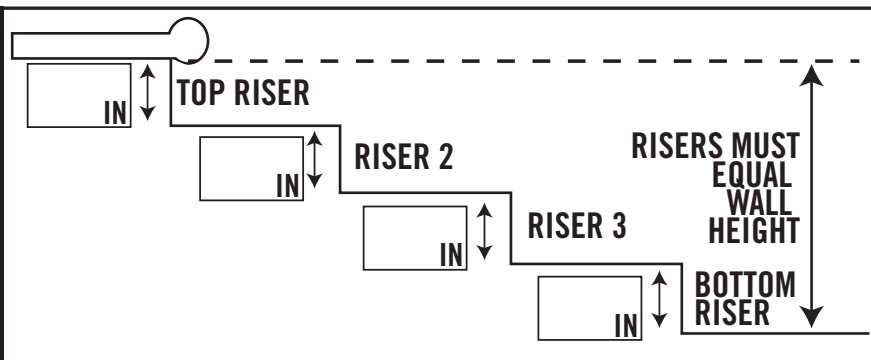 IN
TOP RISER
IN
RISER 2
IN
RISER 3
IN
BOTTOM
RISER
RISERS MUST
EQUAL
WALL
HEIGHT